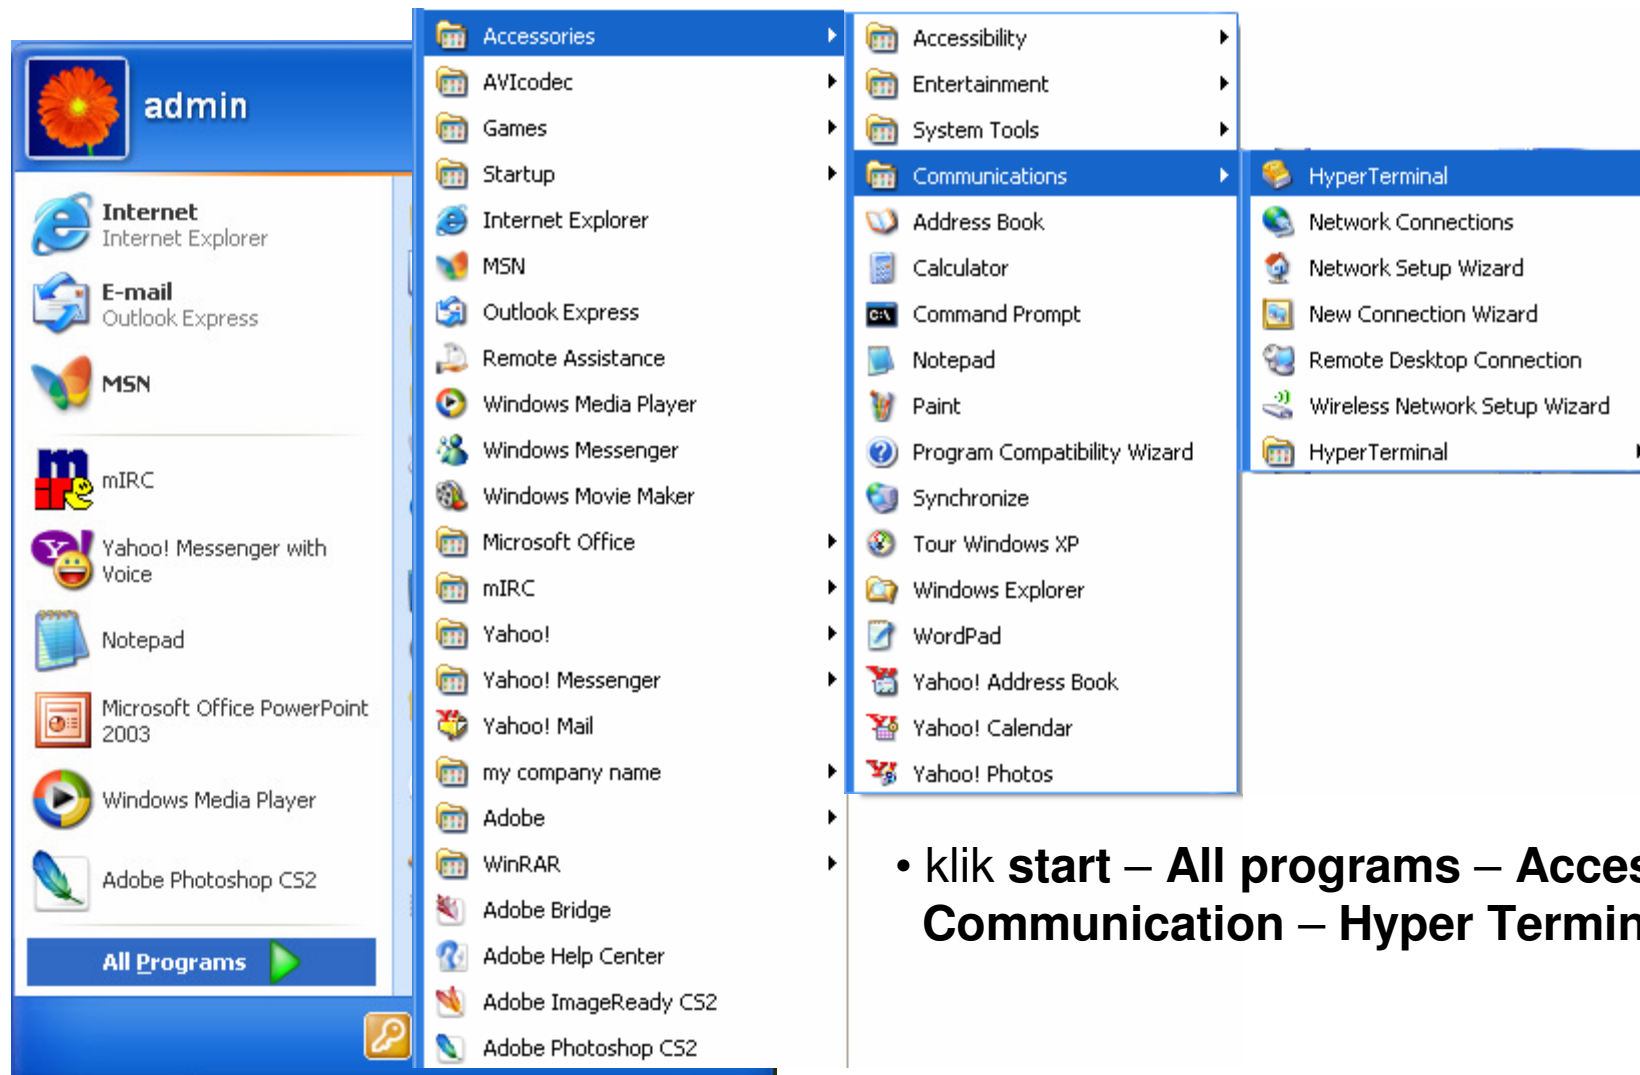 admin
Internet
Internet Explorer
E-mail
Outlook Express
MSN
mIRC
Yahoo! Messenger with
Voice
Notepad
Microsoft Office PowerPoint
2003
Windows Media Player
Adobe Photoshop CS2
All Programs
Accessories
AVIcodec
Games
Startup
Internet Explorer
MSN
Outlook Express
Remote Assistance
Windows Media Player
Windows Messenger
Windows Movie Maker
Microsoft Office
mIRC
Yahoo!
Yahoo! Messenger
Yahoo! Mail
my company name
Adobe
WinRAR
Adobe Bridge
Adobe Help Center
Adobe ImageReady CS2
Adobe Photoshop CS2
Accessibility
Entertainment
System Tools
Communications
Address Book
Calculator
Command Prompt
Notepad
Paint
Program Compatibility Wizard
Synchronize
Tour Windows XP
Windows Explorer
WordPad
Yahoo! Address Book
Yahoo! Calendar
Yahoo! Photos
HyperTerminal
Network Connections
Network Setup Wizard
New Connection Wizard
Remote Desktop Connection
Wireless Network Setup Wizard
HyperTerminal
• klik start – All programs – Acces
Communication – Hyper Termin